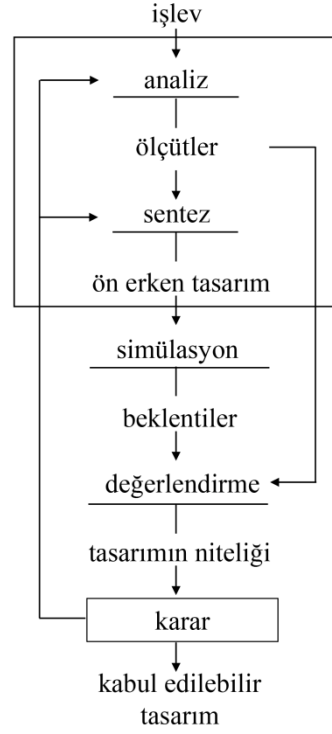 işlev
analiz
ölçütler
sentez
ön erken tasarım
simülasyon
beklentiler
değerlendirme
tasarımın niteliği
karar
kabul edilebilir
tasarım